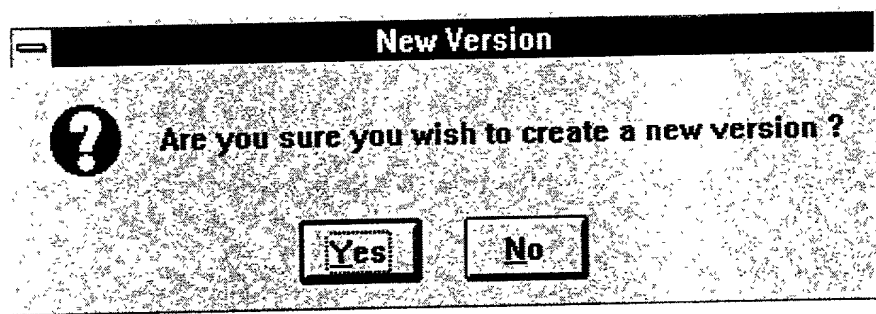 New Version
Are you sure you wish to create a new version ?
Yes
No